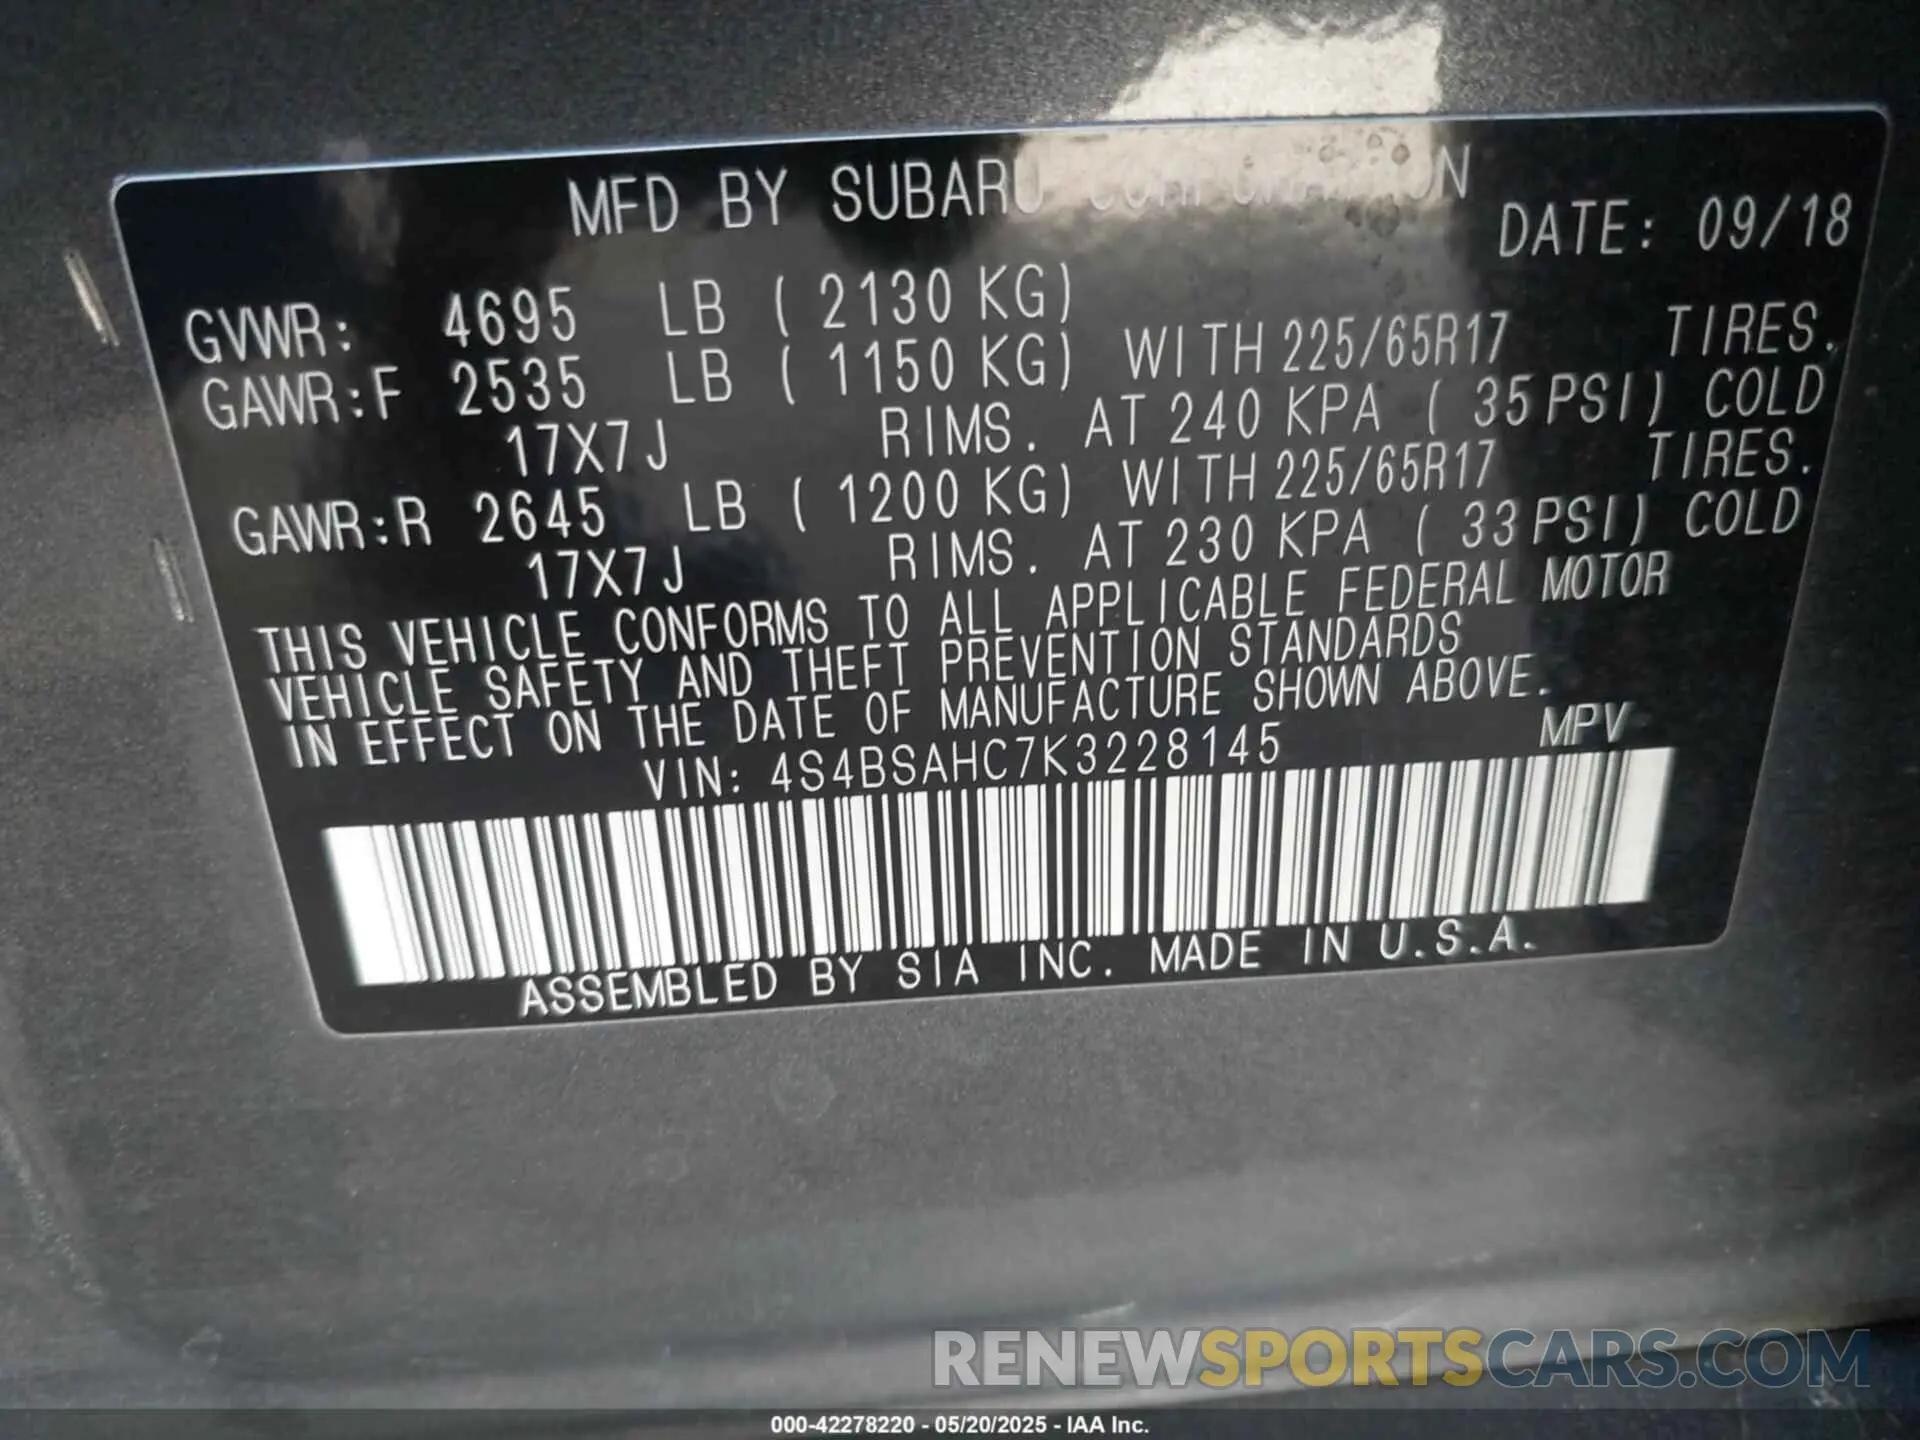 MFD BY SUBARU CORPORATION
DATE: 09/18
GVWR: 4695 LB ( 2130 KG)
GAWR:F 2535 LB ( 1150 KG) WITH 225/65R17 TIRES.
17X7J RIMS. AT 240 KPA ( 35 PSI) COLD
GAWR:R 2645 LB ( 1200 KG) WITH 225/65R17 TIRES.
17X7J RIMS. AT 230 KPA ( 33 PSI) COLD
THIS VEHICLE CONFORMS TO ALL APPLICABLE FEDERAL MOTOR
VEHICLE SAFETY AND THEFT PREVENTION STANDARDS
IN EFFECT ON THE DATE OF MANUFACTURE SHOWN ABOVE.
VIN: 4S4BSAHC7K3228145 MPV
ASSEMBLED BY SIA INC. MADE IN U.S.A.
RENEWSPORTSCARS.COM
000-42278220 - 05/20/2025 - IAA Inc.